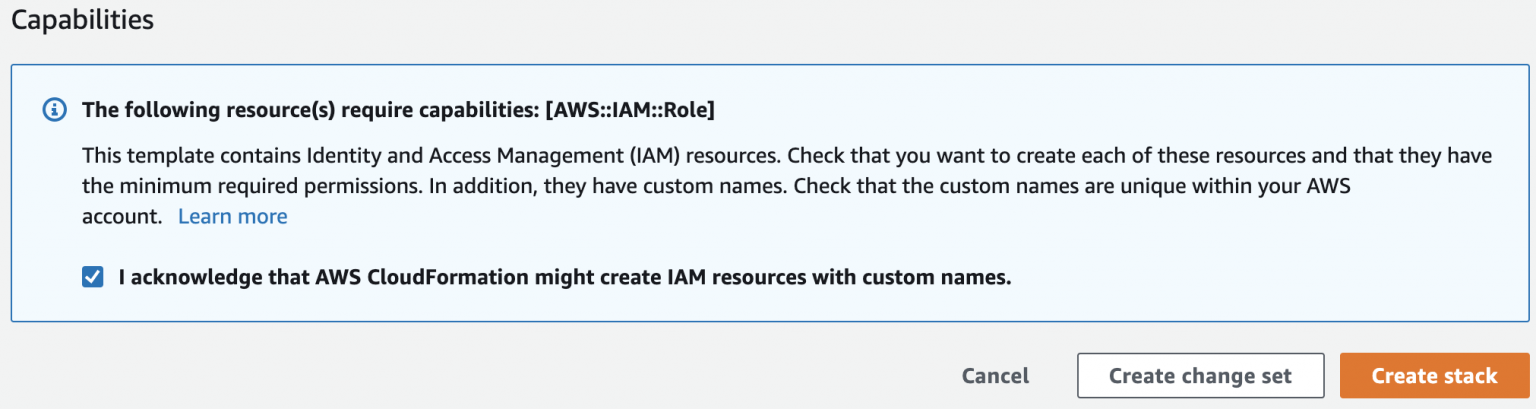 Capabilities
The following resource(s) require capabilities: [AWS::IAM::Role]
This template contains Identity and Access Management (IAM) resources. Check that you want to create each of these resources and that they have
the minimum required permissions. In addition, they have custom names. Check that the custom names are unique within your AWS
account. Learn more
I acknowledge that AWS CloudFormation might create IAM resources with custom names.
Cancel Create change set Create stack